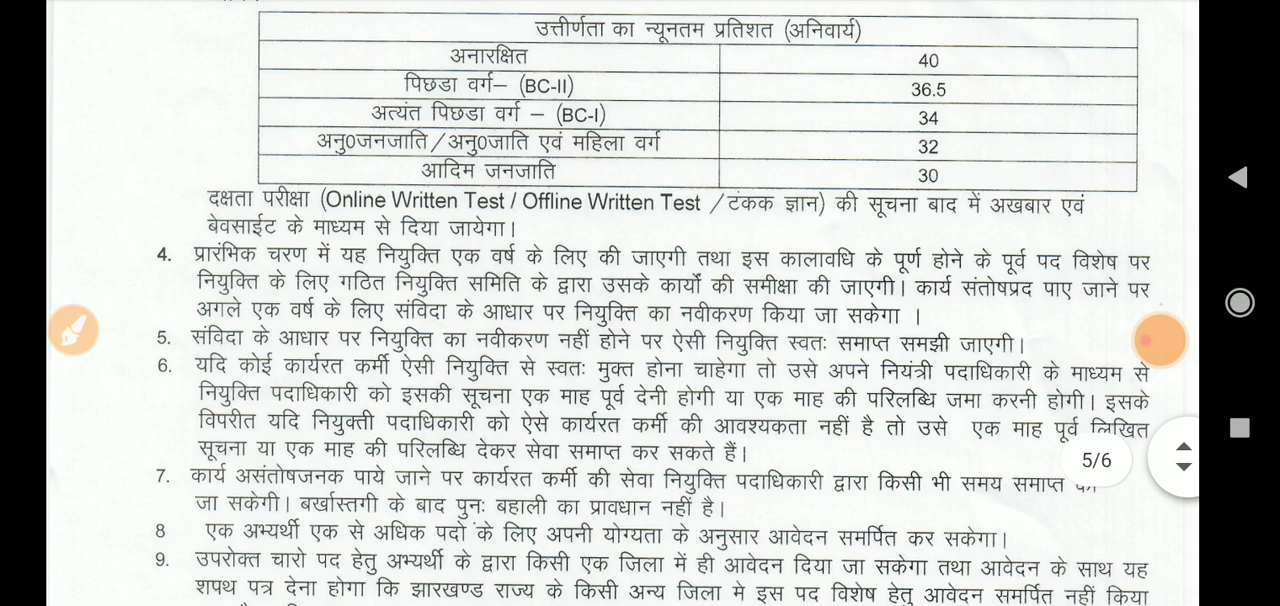 उत्तीर्णता का न्यूनतम प्रतिशत (अनिवार्य)
अनारक्षित 40
पिछडा वर्ग– (BC-II) 36.5
अत्यंत पिछडा वर्ग – (BC-I) 34
अनु0जनजाति/अनु0जाति एवं महिला वर्ग 32
आदिम जनजाति 30
दक्षता परीक्षा (Online Written Test / Offline Written Test /टंकक ज्ञान) की सूचना बाद में अखबार एवं
बेवसाईट के माध्यम से दिया जायेगा।
4. प्रारंभिक चरण में यह नियुक्ति एक वर्ष के लिए की जाएगी तथा इस कालावधि के पूर्ण होने के पूर्व पद विशेष पर
नियुक्ति के लिए गठित नियुक्ति समिति के द्वारा उसके कार्यों की समीक्षा की जाएगी। कार्य संतोषप्रद पाए जाने पर
अगले एक वर्ष के लिए संविदा के आधार पर नियुक्ति का नवीकरण किया जा सकेगा ।
5. संविदा के आधार पर नियुक्ति का नवीकरण नहीं होने पर ऐसी नियुक्ति स्वतः समाप्त समझी जाएगी।
6. यदि कोई कार्यरत कर्मी ऐसी नियुक्ति से स्वतः मुक्त होना चाहेगा तो उसे अपने नियंत्री पदाधिकारी के माध्यम से
नियुक्ति पदाधिकारी को इसकी सूचना एक माह पूर्व देनी होगी या एक माह की परिलब्धि जमा करनी होगी। इसके
विपरीत यदि नियुक्ती पदाधिकारी को ऐसे कार्यरत कर्मी की आवश्यकता नहीं है तो उसे एक माह पूर्व लिखित
सूचना या एक माह की परिलब्धि देकर सेवा समाप्त कर सकते हैं।
5/6
7. कार्य असंतोषजनक पाये जाने पर कार्यरत कर्मी की सेवा नियुक्ति पदाधिकारी द्वारा किसी भी समय समाप्त
जा सकेगी। बर्खास्तगी के बाद पुनः बहाली का प्रावधान नहीं है।
8 एक अभ्यर्थी एक से अधिक पदो के लिए अपनी योग्यता के अनुसार आवेदन समर्पित कर सकेगा।
9. उपरोक्त चारो पद हेतु अभ्यर्थी के द्वारा किसी एक जिला में ही आवेदन दिया जा सकेगा तथा आवेदन के साथ यह
शपथ पत्र देना होगा कि झारखण्ड राज्य के किसी अन्य जिला मे इस पद विशेष हेतु आवेदन समर्पित नहीं किया